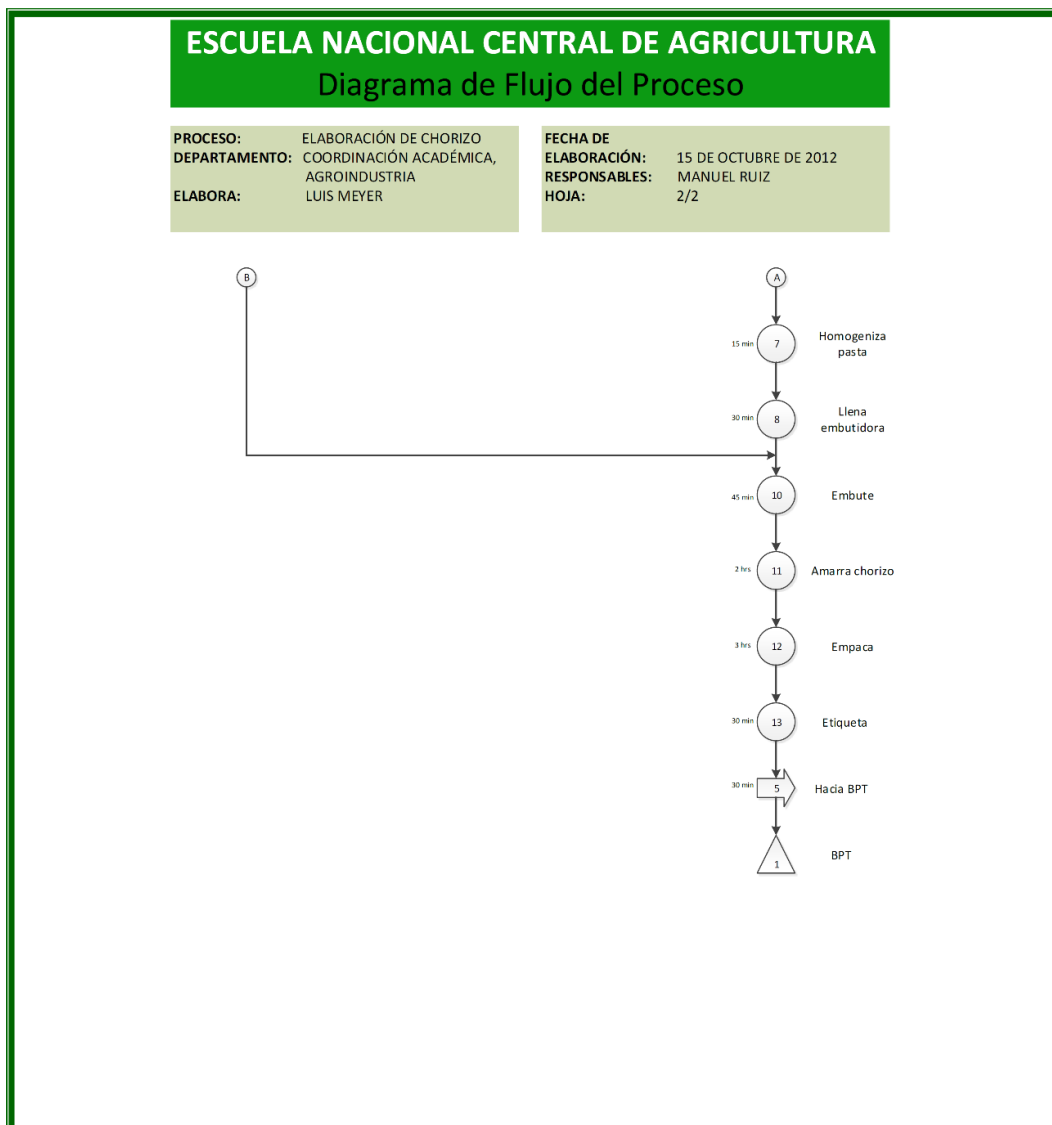 ESCUELA NACIONAL CENTRAL DE AGRICULTURA
Diagrama de Flujo del Proceso
PROCESO: ELABORACIÓN DE CHORIZO
DEPARTAMENTO: COORDINACIÓN ACADÉMICA,
AGROINDUSTRIA
ELABORA: LUIS MEYER
FECHA DE
ELABORACIÓN: 15 DE OCTUBRE DE 2012
RESPONSABLES: MANUEL RUIZ
HOJA: 2/2
B
A
15 min 7 Homogeniza
pasta
30 min 8 Llena
embutidora
45 min 10 Embute
2 hrs 11 Amarra chorizo
3 hrs 12 Empaca
30 min 13 Etiqueta
30 min 5 Hacia BPT
1 BPT